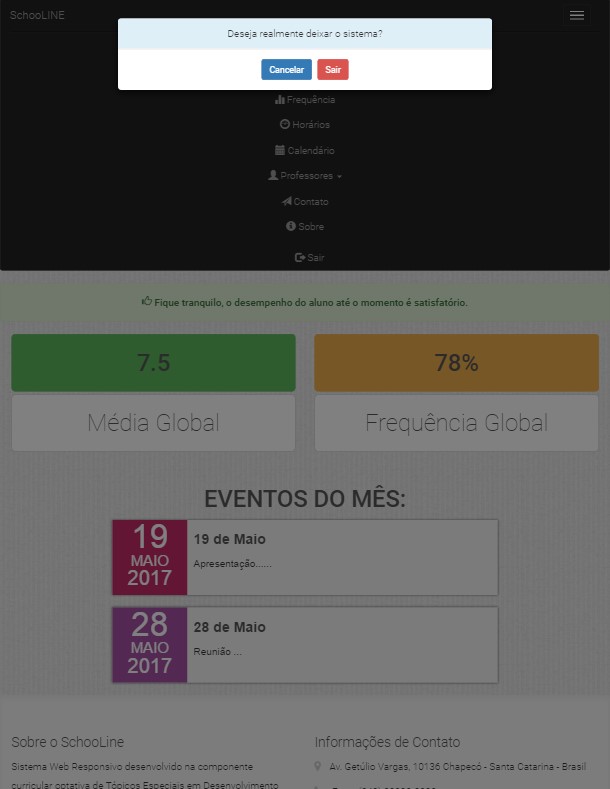 SchooLINE
Deseja realmente deixar o sistema?
Cancelar Sair
Frequência
Horários
Calendário
Professores
Contato
Sobre
Sair
Fique tranquilo, o desempenho do aluno até o momento é satisfatório.
7.5
Média Global
78%
Frequência Global
EVENTOS DO MÊS:
19
MAIO
2017
19 de Maio
Apresentação......
28
MAIO
2017
28 de Maio
Reunião ...
Sobre o SchooLine
Sistema Web Responsivo desenvolvido na componente
curricular optativa de Tópicos Especiais em Desenvolvimento
Informações de Contato
Av. Getúlio Vargas, 10136 Chapecó - Santa Catarina - Brasil